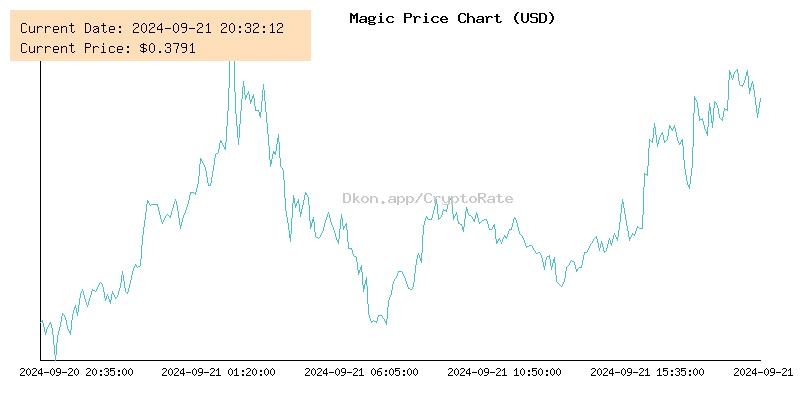 Magic Price Chart (USD)
Current Date: 2024-09-21 20:32:12
Current Price: $0.3791
Dkon.app/CryptoRate
2024-09-20 20:35:00 2024-09-21 01:20:00 2024-09-21 06:05:00 2024-09-21 10:50:00 2024-09-21 15:35:00 2024-09-21